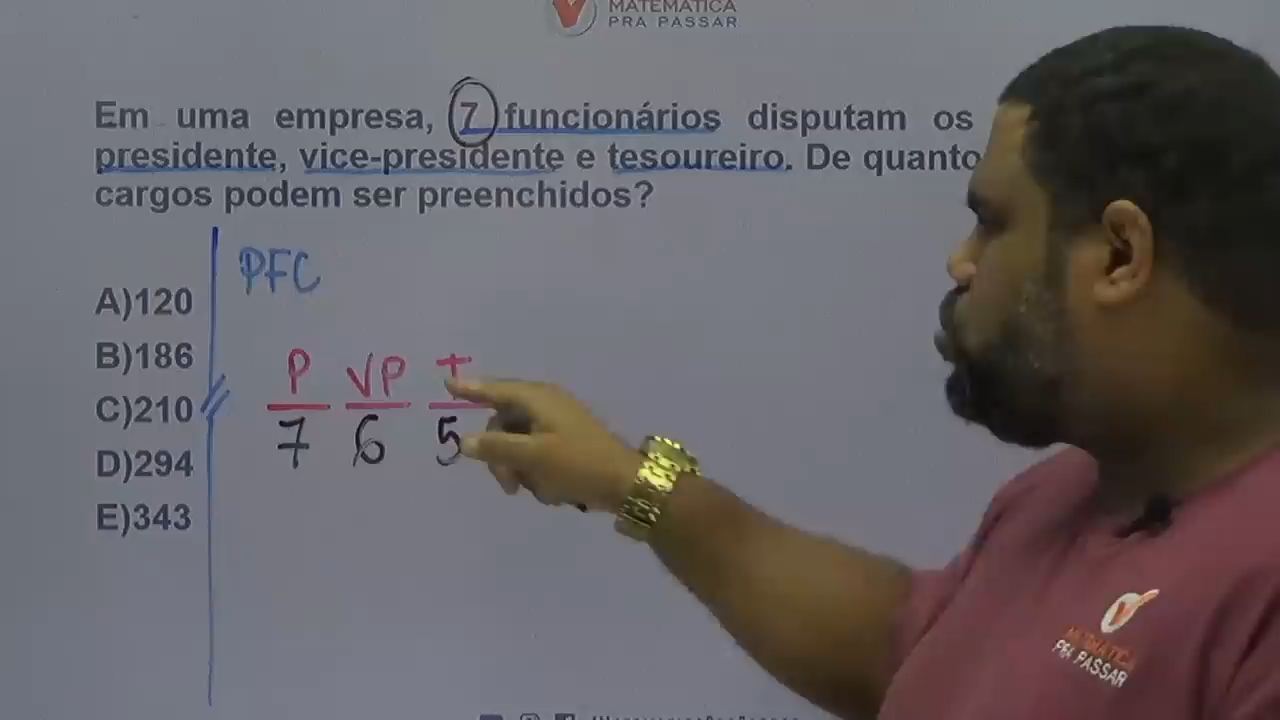 MATEMÁTICA
PRA PASSAR
Em uma empresa, 7 funcionários disputam os
presidente, vice-presidente e tesoureiro. De quanto
cargos podem ser preenchidos?
PFC
A)120
B)186
C)210
D)294
E)343
P VP T
7 6 5
MATEMÁTICA
PRA PASSAR